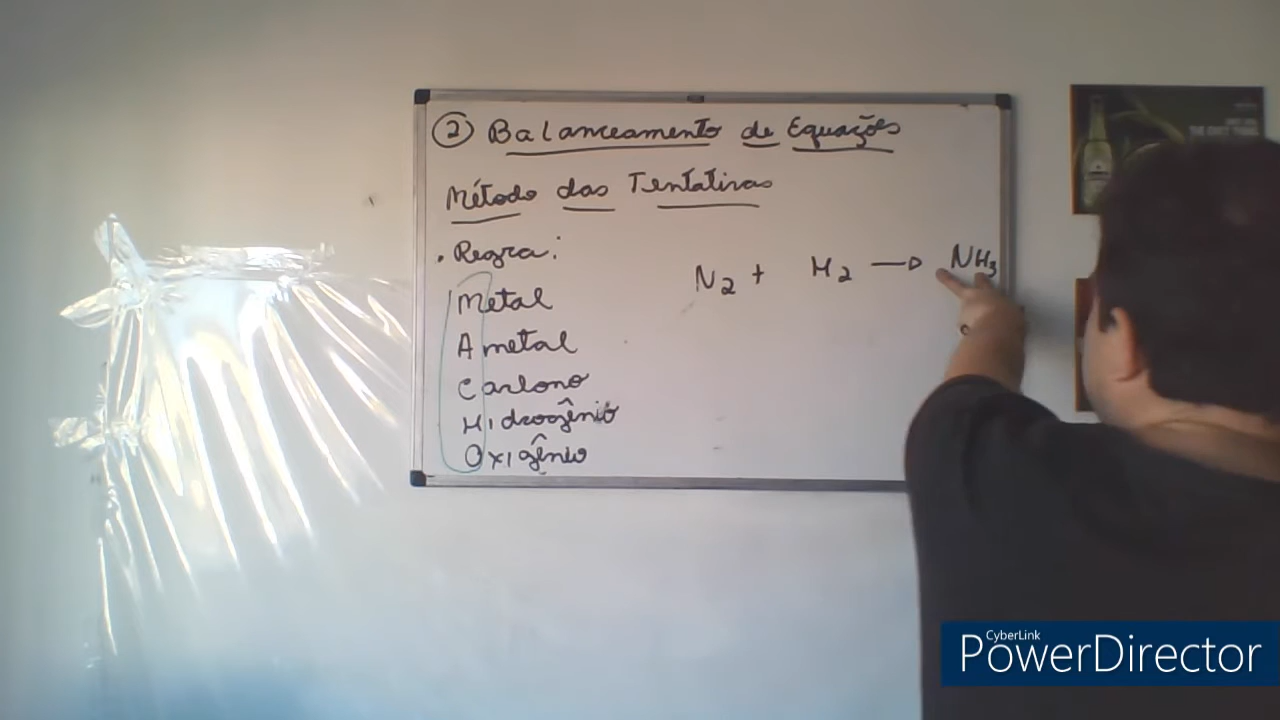 ② Balanceamento de Equações
Método das Tentativas
. Regra:
N2 + H2 → NH3
Metal
Ametal
Carbono
Hidrogênio
Oxigênio
CyberLink
PowerDirector